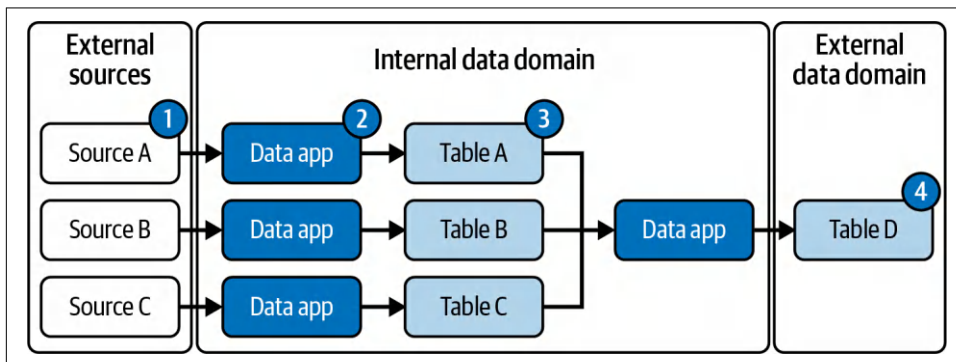 External
sources
Internal data domain
External
data domain
1
2
3
Source A
Data app
Table A
4
Source B
Data app
Table B
Data app
Table D
Source C
Data app
Table C